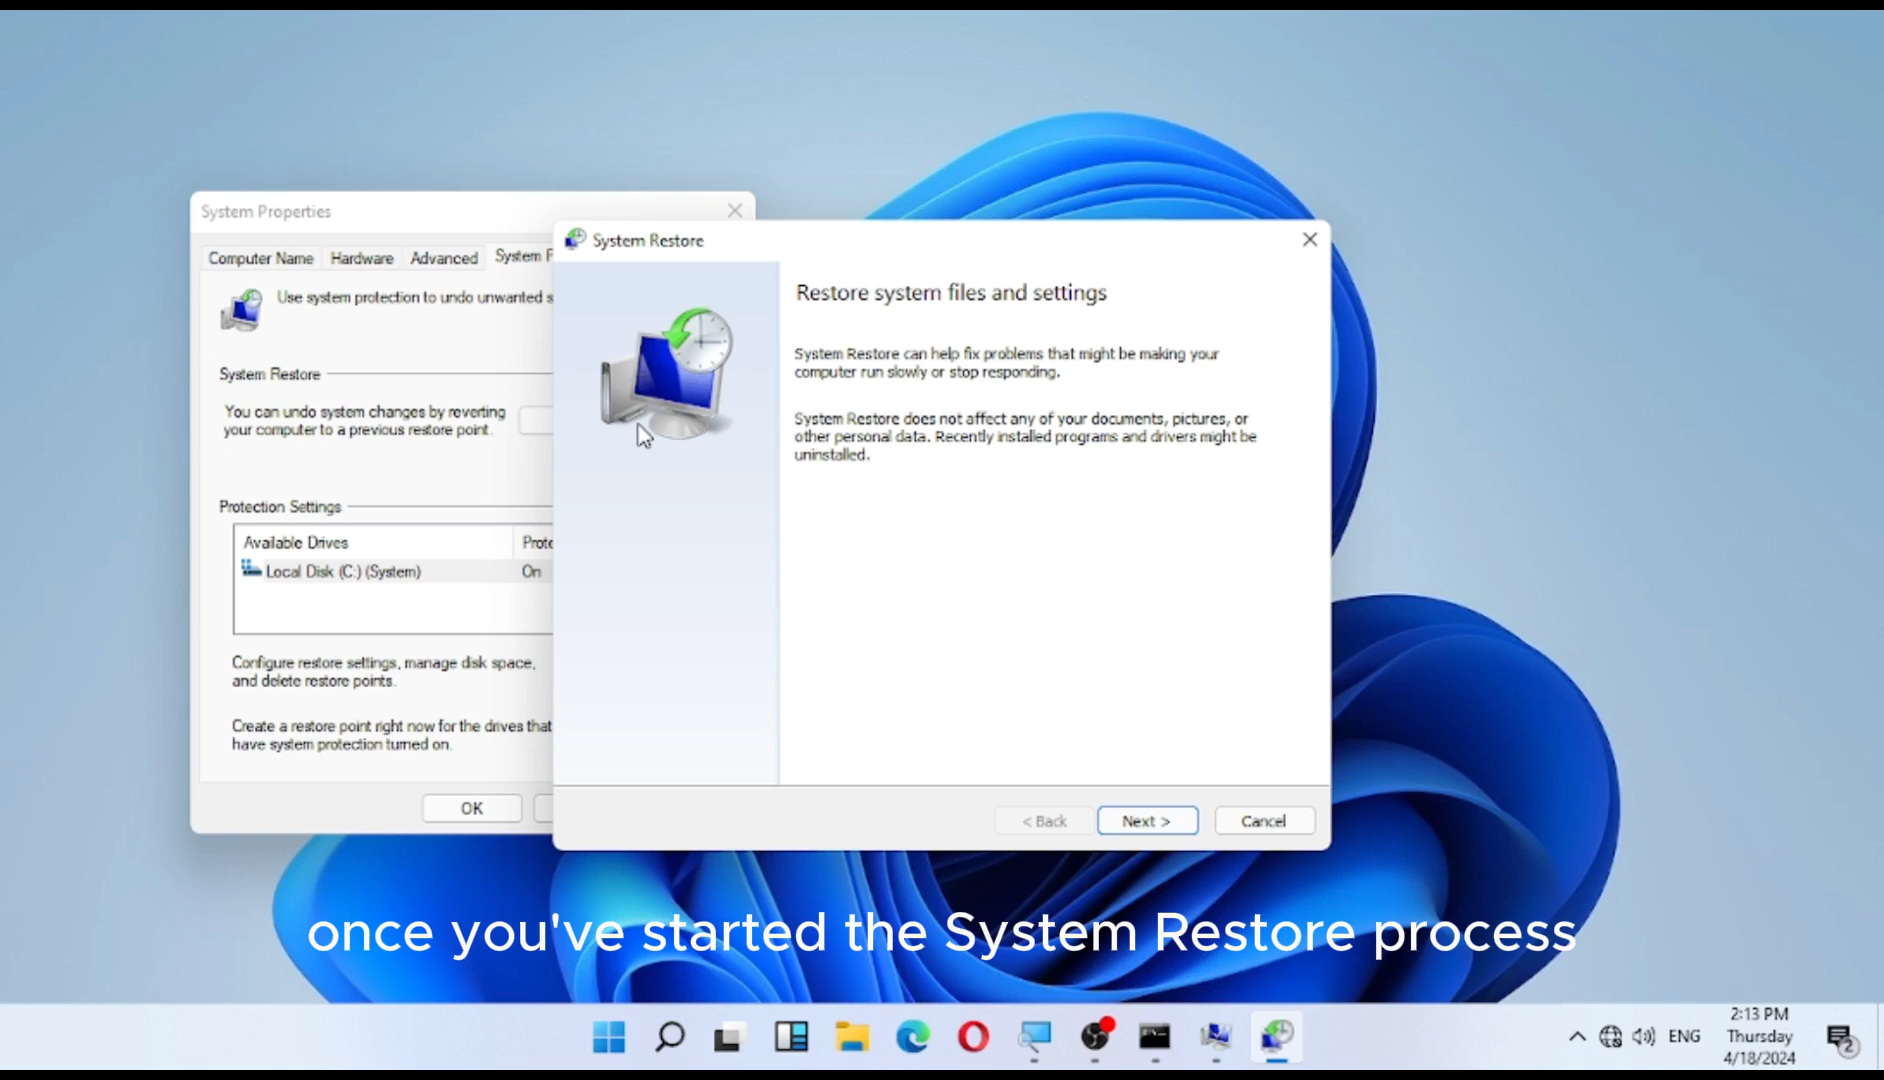 System Properties
Computer Name Hardware Advanced System
Use system protection to undo unwanted
System Restore
You can undo system changes by reverting
your computer to a previous restore point.
Protection Settings
Available Drives
Local Disk (C:) (System) On
Configure restore settings, manage disk space,
and delete restore points.
Create a restore point right now for the drives that
have system protection turned on.
OK
System Restore
Restore system files and settings
System Restore can help fix problems that might be making your
computer run slowly or stop responding.
System Restore does not affect any of your documents, pictures, or
other personal data. Recently installed programs and drivers might be
uninstalled.
< Back Next > Cancel
once you've started the System Restore process
ENG
2:13 PM
Thursday
4/18/2024
2